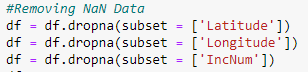 #Removing NaN Data
df = df.dropna(subset = ['Latitude'])
df = df.dropna(subset = ['Longitude'])
df = df.dropna(subset = ['IncNum'])